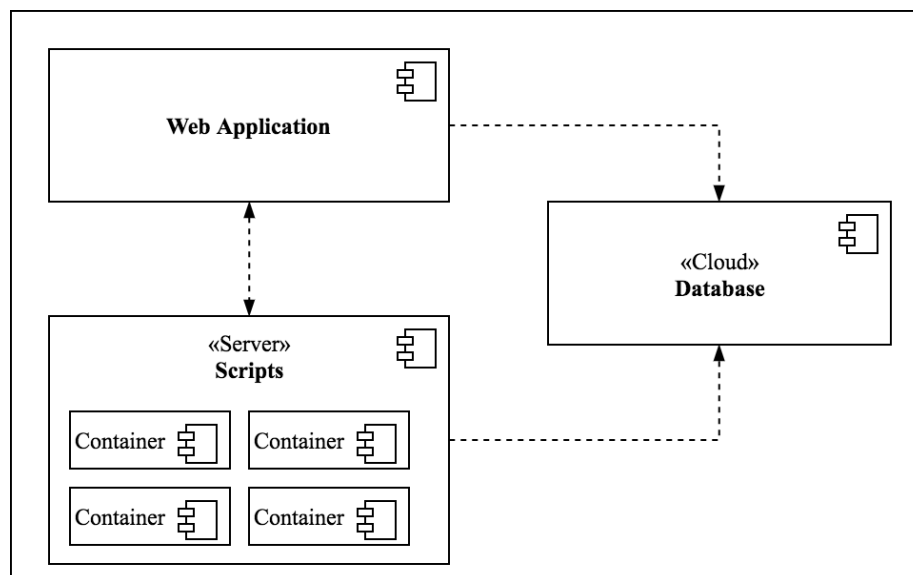 Web Application
«Cloud»
Database
«Server»
Scripts
Container
Container
Container
Container